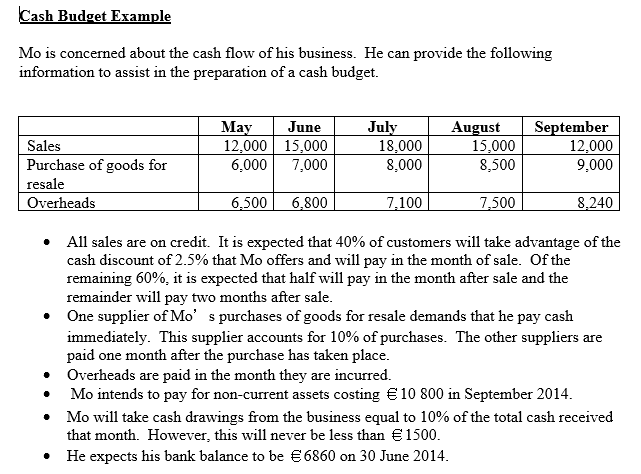 Cash Budget Example
Mo is concerned about the cash flow of his business. He can provide the following
information to assist in the preparation of a cash budget.
May June July August September
Sales 12,000 15,000 18,000 15,000 12,000
Purchase of goods for 6,000 7,000 8,000 8,500 9,000
resale
Overheads 6,500 6,800 7,100 7,500 8,240
• All sales are on credit. It is expected that 40% of customers will take advantage of the
cash discount of 2.5% that Mo offers and will pay in the month of sale. Of the
remaining 60%, it is expected that half will pay in the month after sale and the
remainder will pay two months after sale.
• One supplier of Mo’ s purchases of goods for resale demands that he pay cash
immediately. This supplier accounts for 10% of purchases. The other suppliers are
paid one month after the purchase has taken place.
• Overheads are paid in the month they are incurred.
• Mo intends to pay for non-current assets costing €10 800 in September 2014.
• Mo will take cash drawings from the business equal to 10% of the total cash received
that month. However, this will never be less than €1500.
• He expects his bank balance to be €6860 on 30 June 2014.